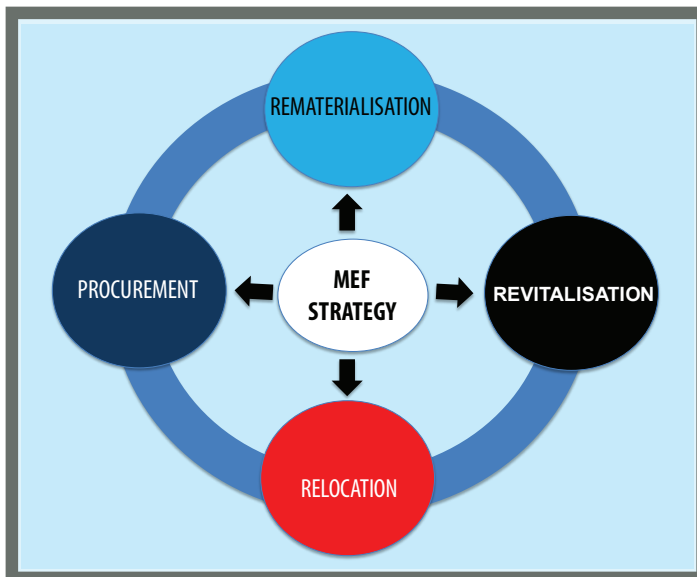 REMATERIALISATION
PROCUREMENT
MEF
STRATEGY
REVITALISATION
RELOCATION